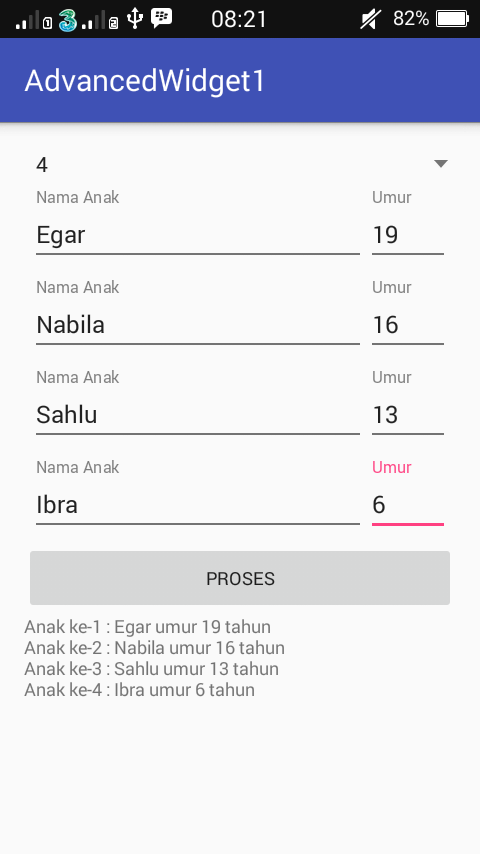 08:21 82%
AdvancedWidget1
4
Nama Anak Umur
Egar 19
Nama Anak Umur
Nabila 16
Nama Anak Umur
Sahlu 13
Nama Anak Umur
Ibra 6
PROSES
Anak ke-1 : Egar umur 19 tahun
Anak ke-2 : Nabila umur 16 tahun
Anak ke-3 : Sahlu umur 13 tahun
Anak ke-4 : Ibra umur 6 tahun